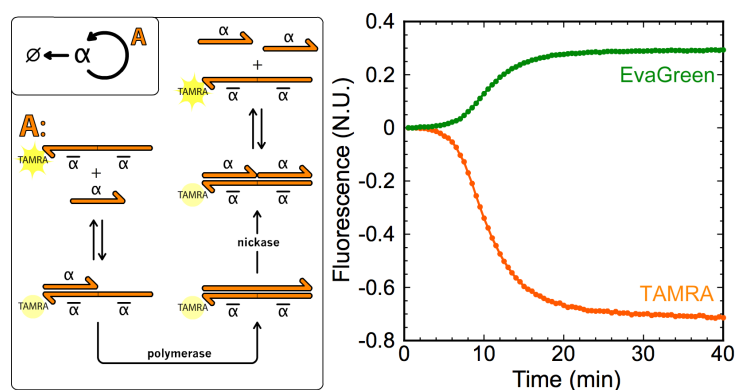 A
∅ α
A:
TAMRA
α̅ α̅
+
α
α
TAMRA
α̅ α̅
polymerase
α α
+
TAMRA
α̅ α̅
α α
TAMRA
α̅ α̅
nickase
TAMRA
α̅ α̅
Fluorescence (N.U.)
0.4
0.2
0
-0.2
-0.4
-0.6
-0.8
EvaGreen
TAMRA
0 10 20 30 40
Time (min)